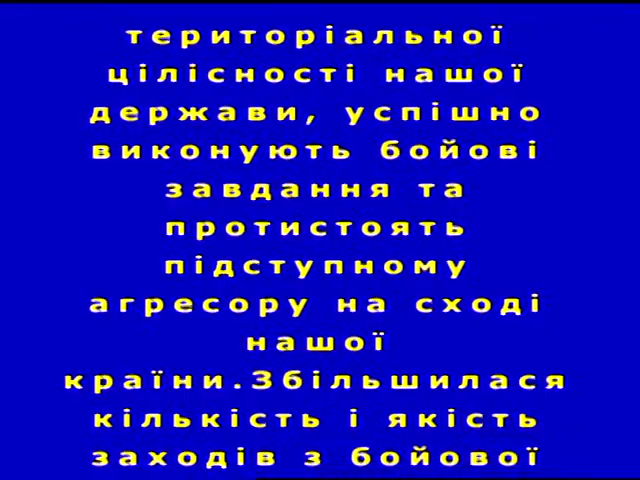 територіальної
цілісності нашої
держави, успішно
виконують бойові
завдання та
протистоять
підступному
агресору на сході
нашої
країни.Збільшилася
кількість і якість
заходів з бойової